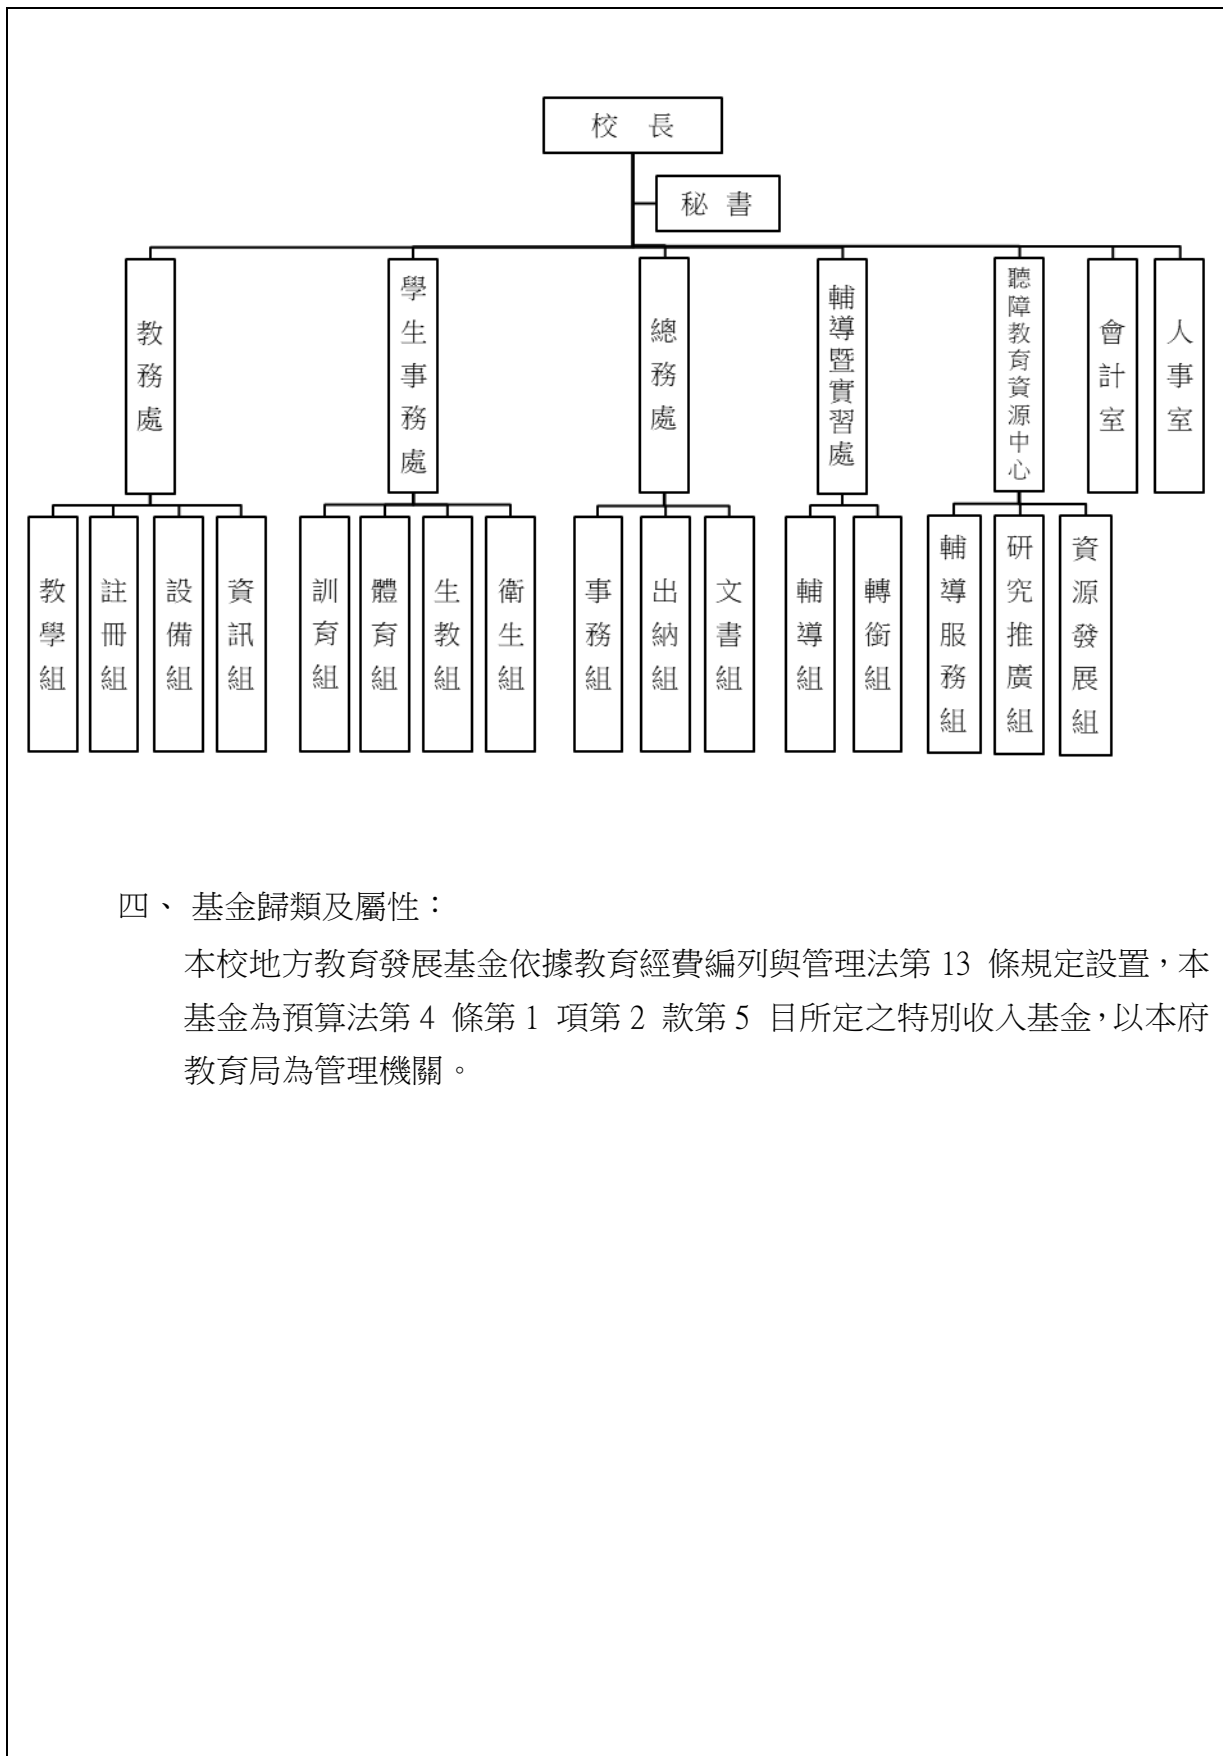 校 長
秘 書
教務處
學生事務處
總務處
輔導暨實習處
聽障教育資源中心
會計室
人事室
教學組
註冊組
設備組
資訊組
訓育組
體育組
生教組
衛生組
事務組
出納組
文書組
輔導組
轉銜組
輔導服務組
研究推廣組
資源發展組
四、 基金歸類及屬性：
本校地方教育發展基金依據教育經費編列與管理法第 13 條規定設置，本
基金為預算法第 4 條第 1 項第 2 款第 5 目所定之特別收入基金，以本府
教育局為管理機關。